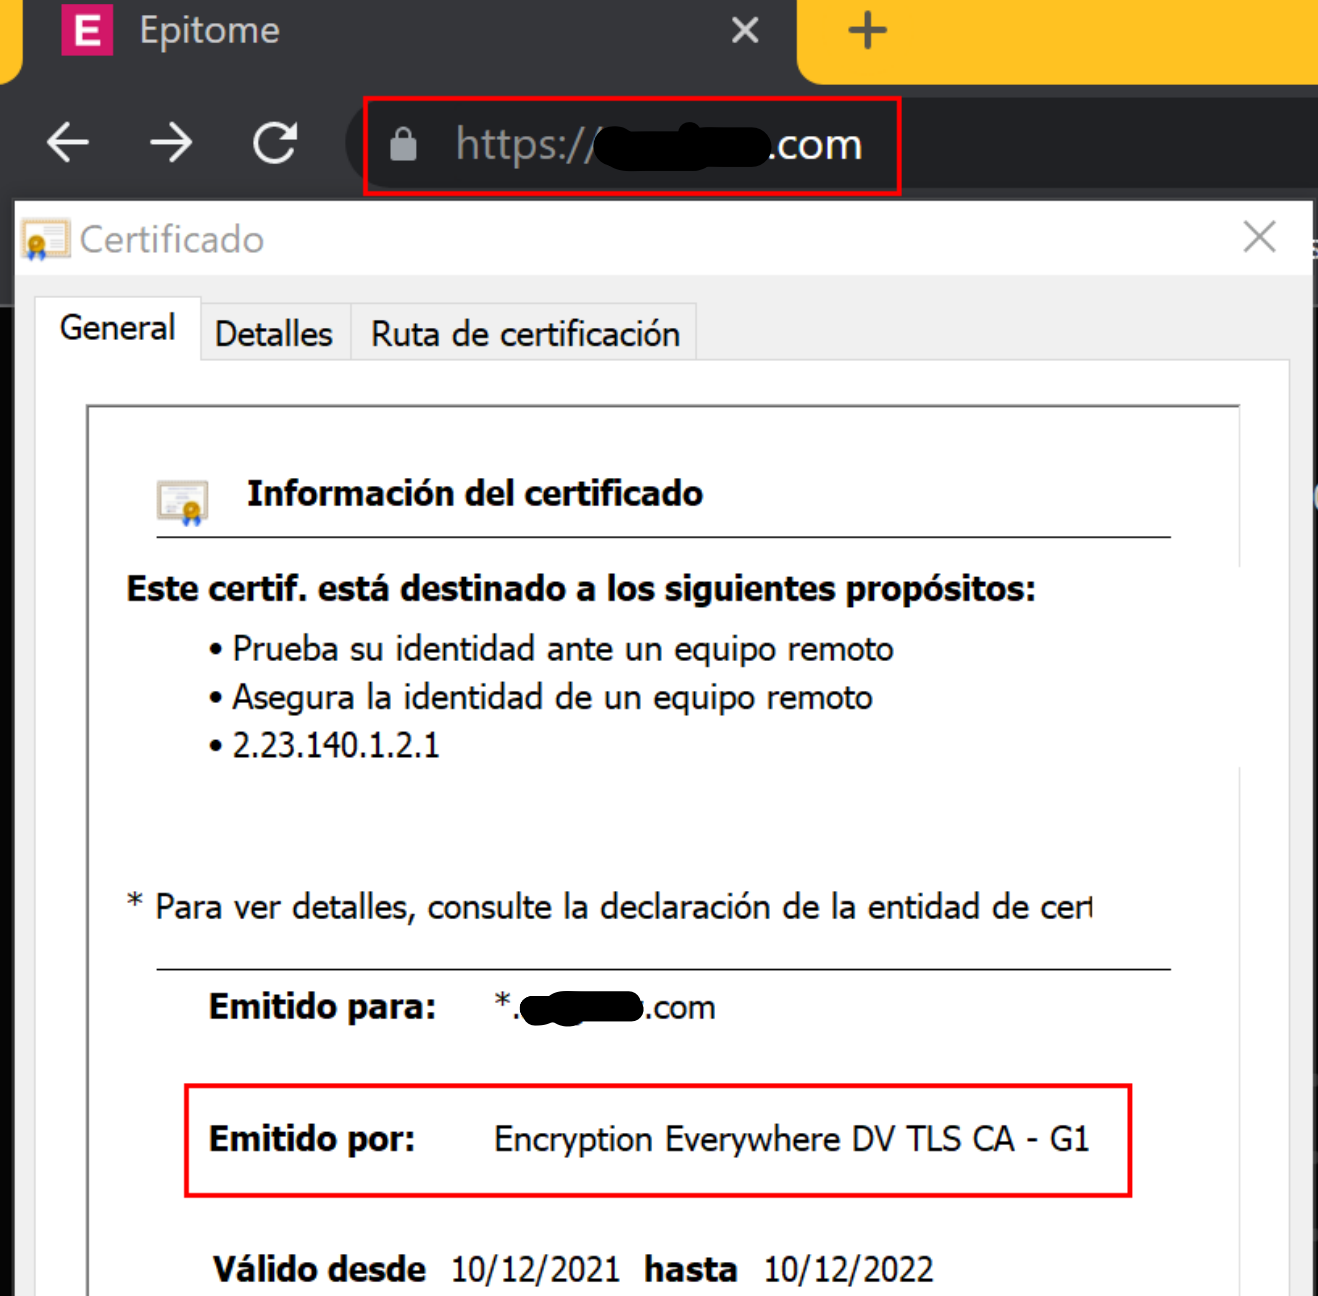 E Epitome
https://.com
Certificado
General Detalles Ruta de certificación
Información del certificado
Este certif. está destinado a los siguientes propósitos:
• Prueba su identidad ante un equipo remoto
• Asegura la identidad de un equipo remoto
• 2.23.140.1.2.1
* Para ver detalles, consulte la declaración de la entidad de cert
Emitido para: *..com
Emitido por: Encryption Everywhere DV TLS CA - G1
Válido desde 10/12/2021 hasta 10/12/2022